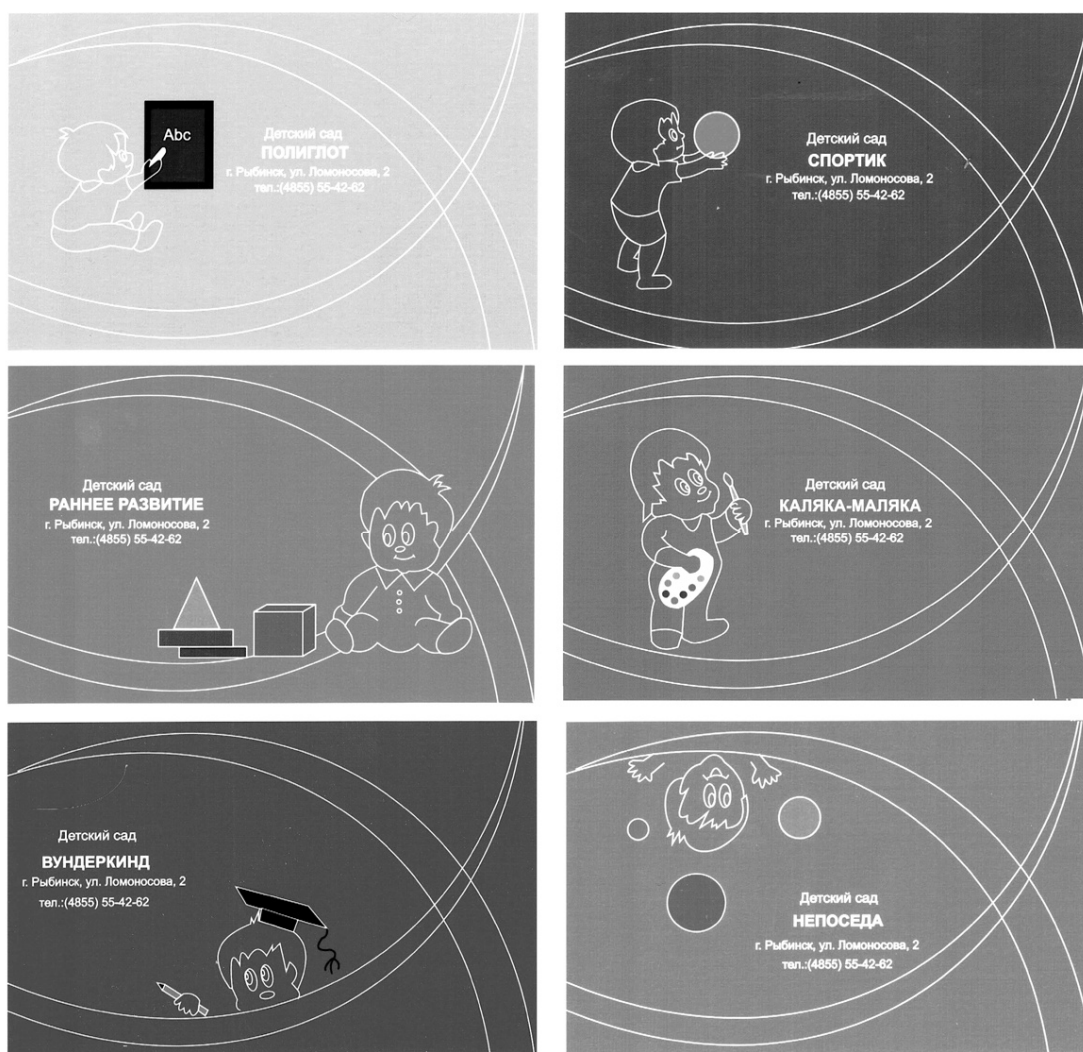 Abc
Детский сад
ПОЛИГЛОТ
г. Рыбинск, ул. Ломоносова, 2
тел.:(4855) 55-42-62
Детский сад
СПОРТИК
г. Рыбинск, ул. Ломоносова, 2
тел.:(4855) 55-42-62
Детский сад
РАННЕЕ РАЗВИТИЕ
г. Рыбинск, ул. Ломоносова, 2
тел.:(4855) 55-42-62
Детский сад
КАЛЯКА-МАЛЯКА
г. Рыбинск, ул. Ломоносова, 2
тел.:(4855) 55-42-62
Детский сад
ВУНДЕРКИНД
г. Рыбинск, ул. Ломоносова, 2
тел.:(4855) 55-42-62
Детский сад
НЕПОСЕДА
г. Рыбинск, ул. Ломоносова, 2
тел.:(4855) 55-42-62